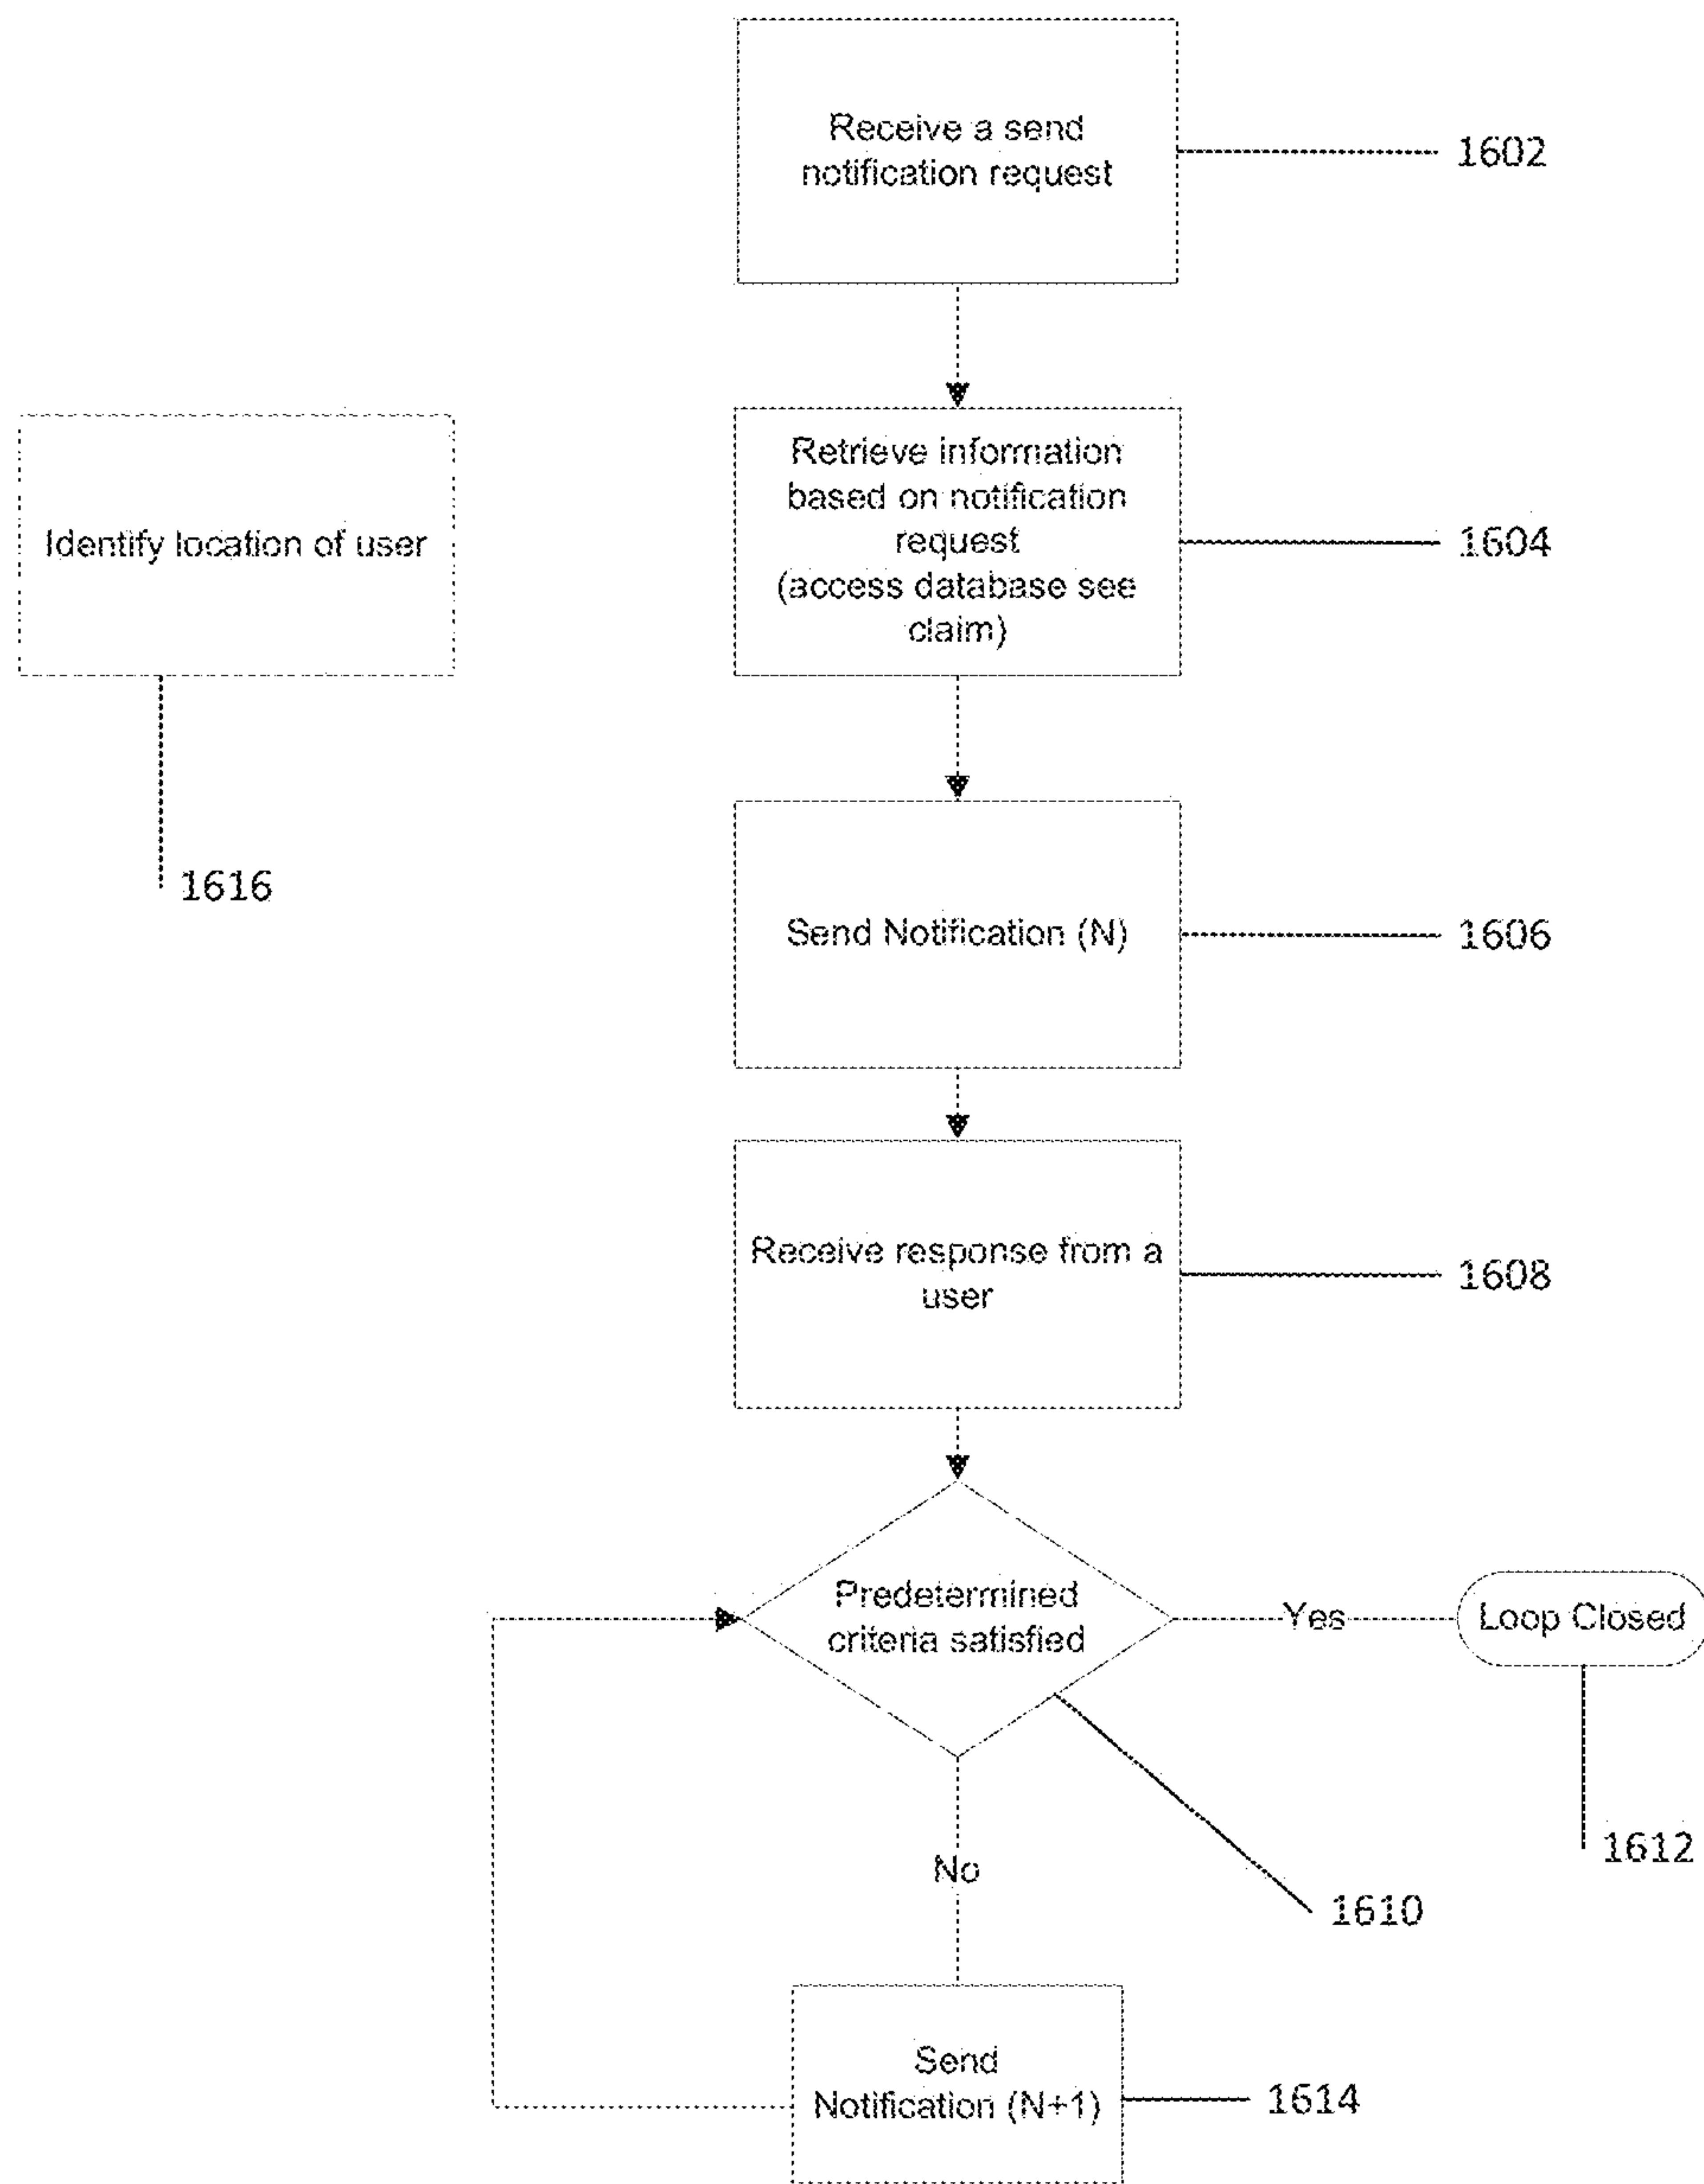 Receive a send
notification request
1602
Retrieve information
based on notification
request
(access database see
claim)
1604
Identify location of user
1616
Send Notification (N)
1606
Receive response from a
user
1608
Predetermined
criteria satisfied
Yes
Loop Closed
1612
No
1610
Send
Notification (N+1)
1614